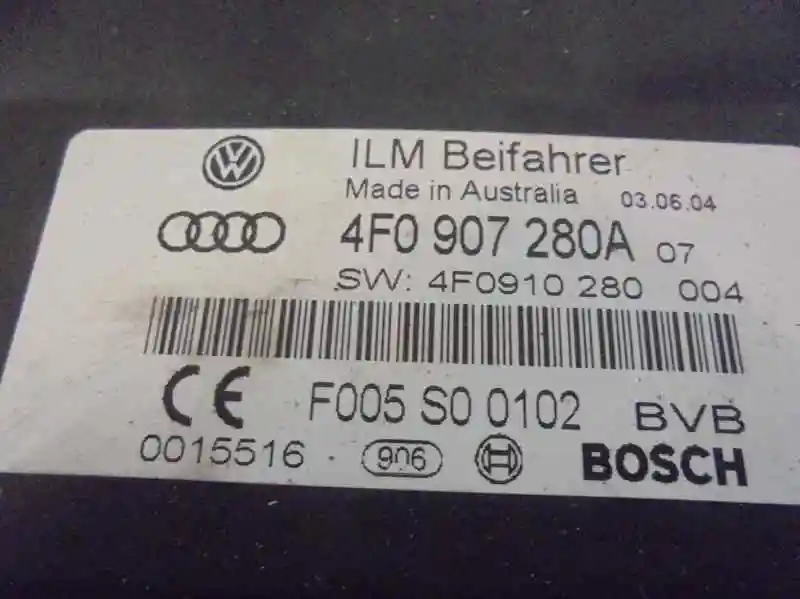 ILM Beifahrer
Made in Australia 03.06.04
4F0 907 280A 07
SW: 4F0910 280 004
CE F005 S0 0102 BVB
0015516 906 BOSCH